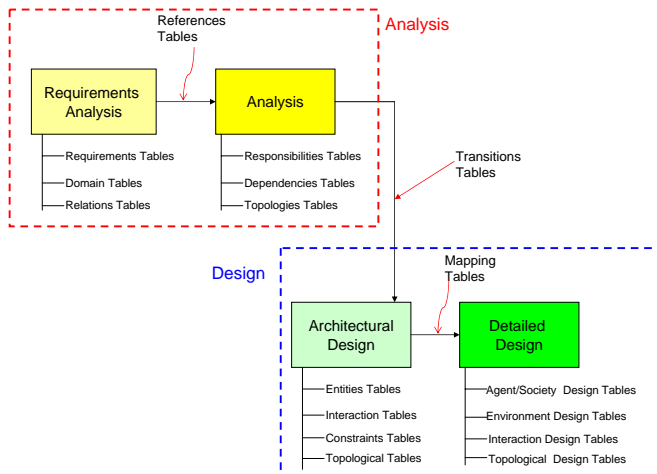 References
Tables
Analysis
Requirements
Analysis
Analysis
Requirements Tables
Domain Tables
Relations Tables
Responsibilities Tables
Dependencies Tables
Topologies Tables
Transitions
Tables
Design
Mapping
Tables
Architectural
Design
Detailed
Design
Entities Tables
Interaction Tables
Constraints Tables
Topological Tables
Agent/Society Design Tables
Environment Design Tables
Interaction Design Tables
Topological Design Tables